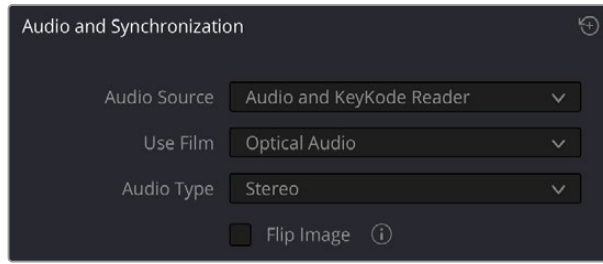 Audio and Synchronization
Audio Source Audio and KeyKode Reader
Use Film Optical Audio
Audio Type Stereo
Flip Image